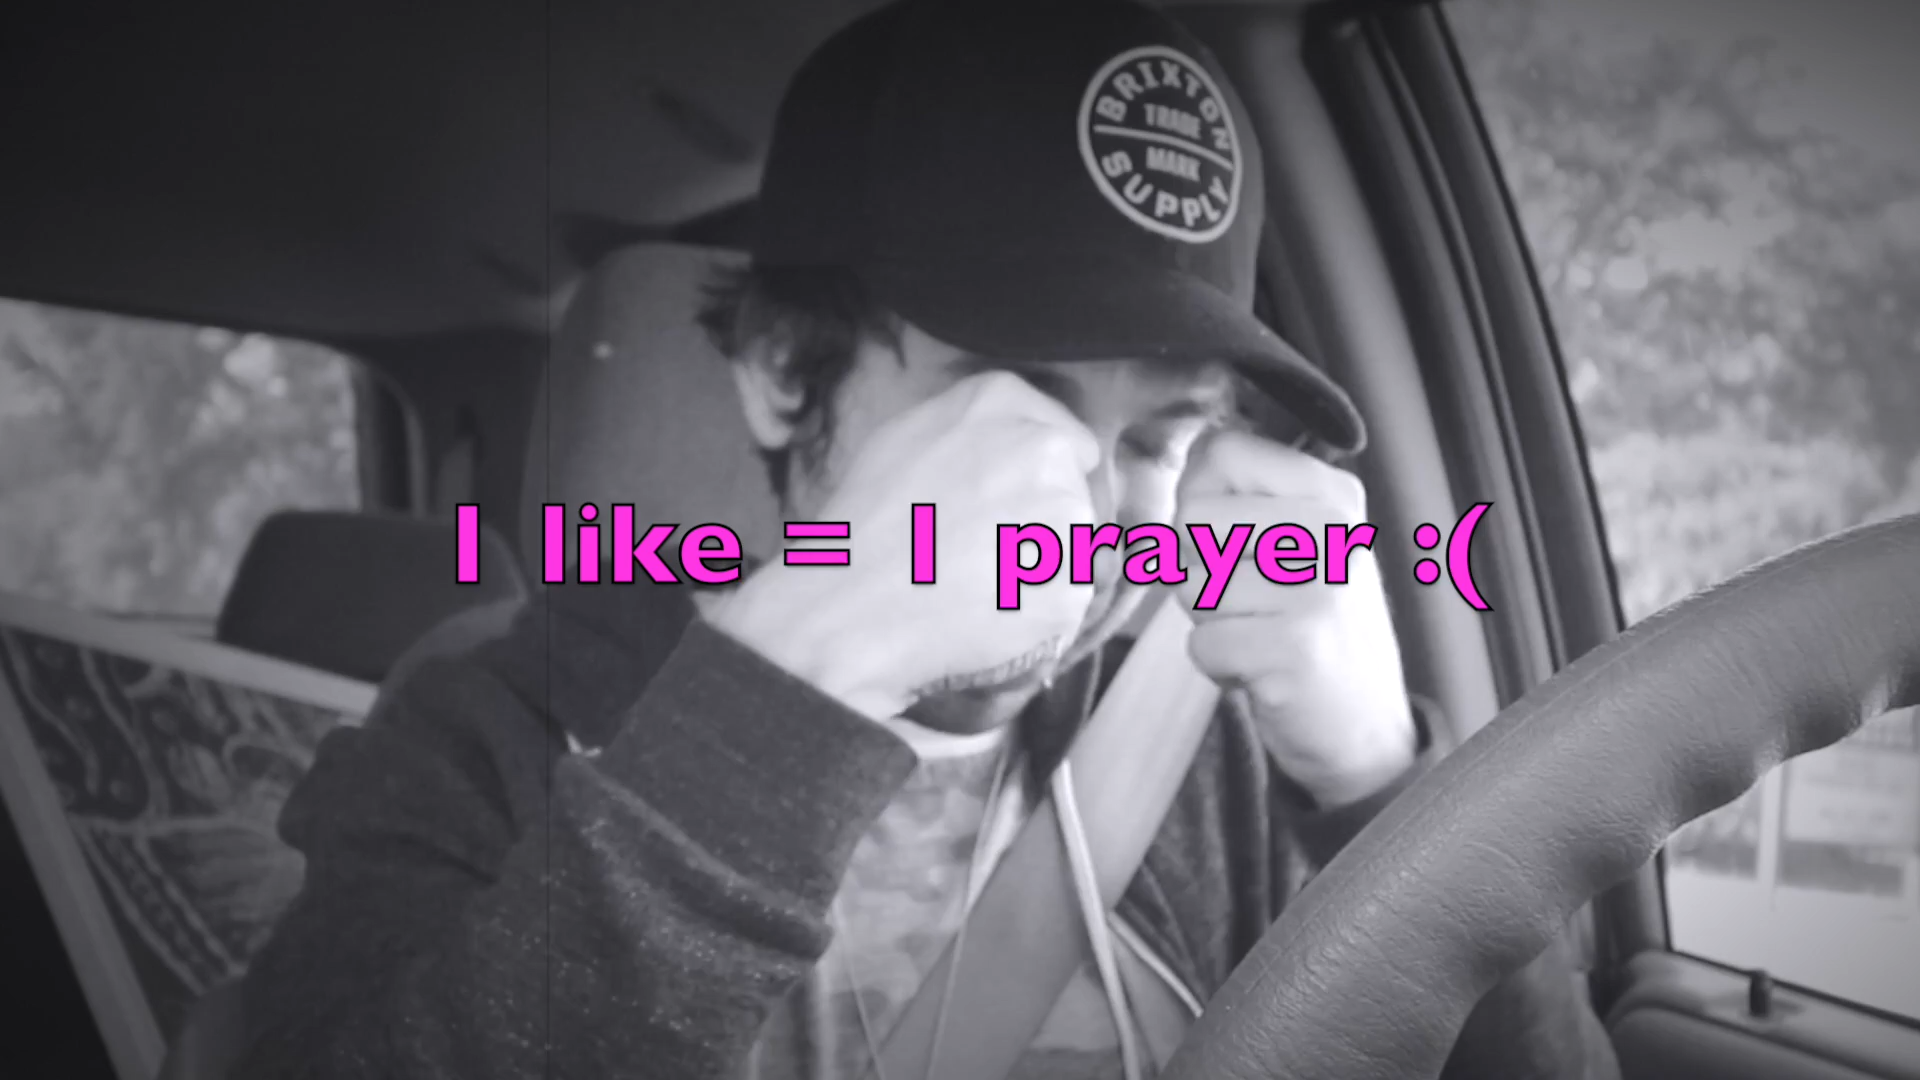 BRIXTON
TRADE
MARK
SUPPLY
I like = I prayer :(